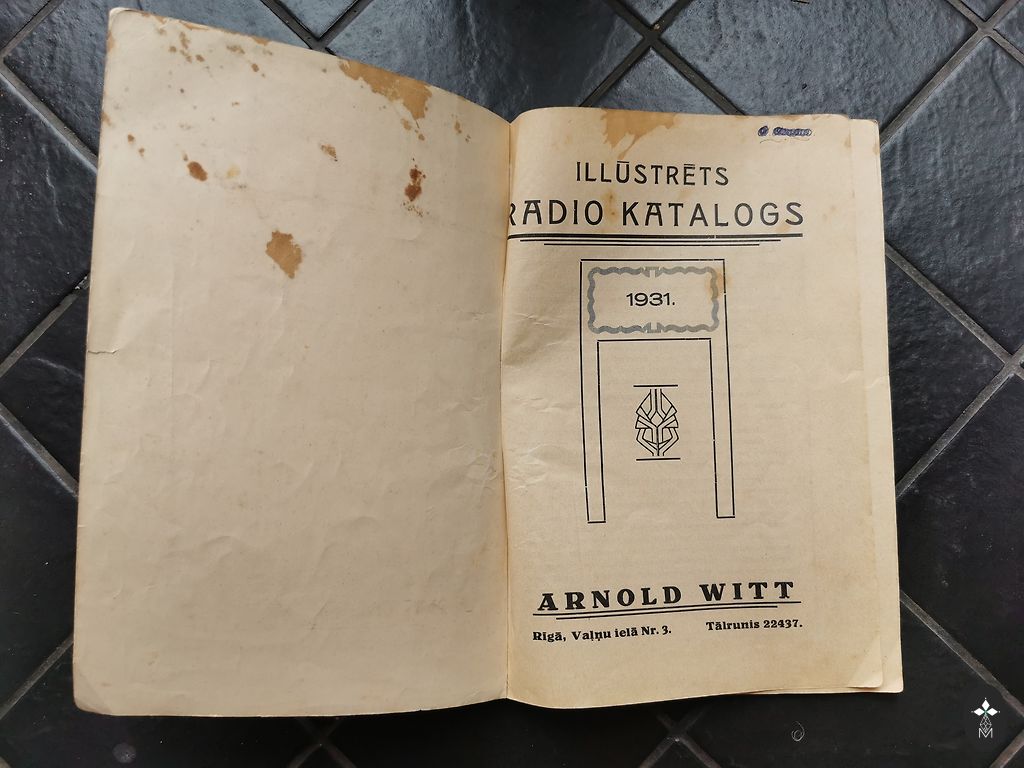 ILLŪSTRĒTS
RADIO KATALOGS
1931.
ARNOLD WITT
Rīgā, Vaļņu ielā Nr. 3. Tālrunis 22437.
M